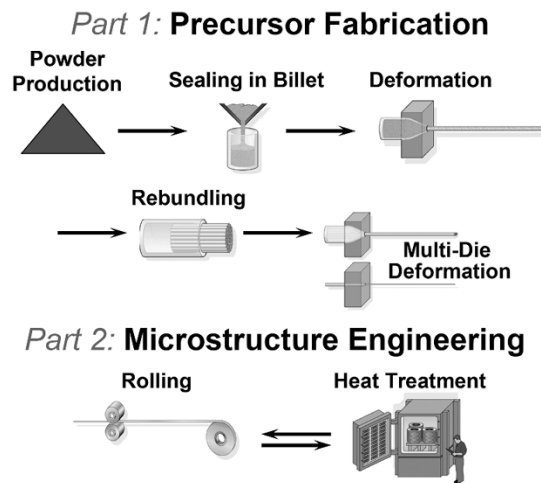 Part 1: Precursor Fabrication
Powder
Production
Sealing in Billet
Deformation
Rebundling
Multi-Die
Deformation
Part 2: Microstructure Engineering
Rolling
Heat Treatment